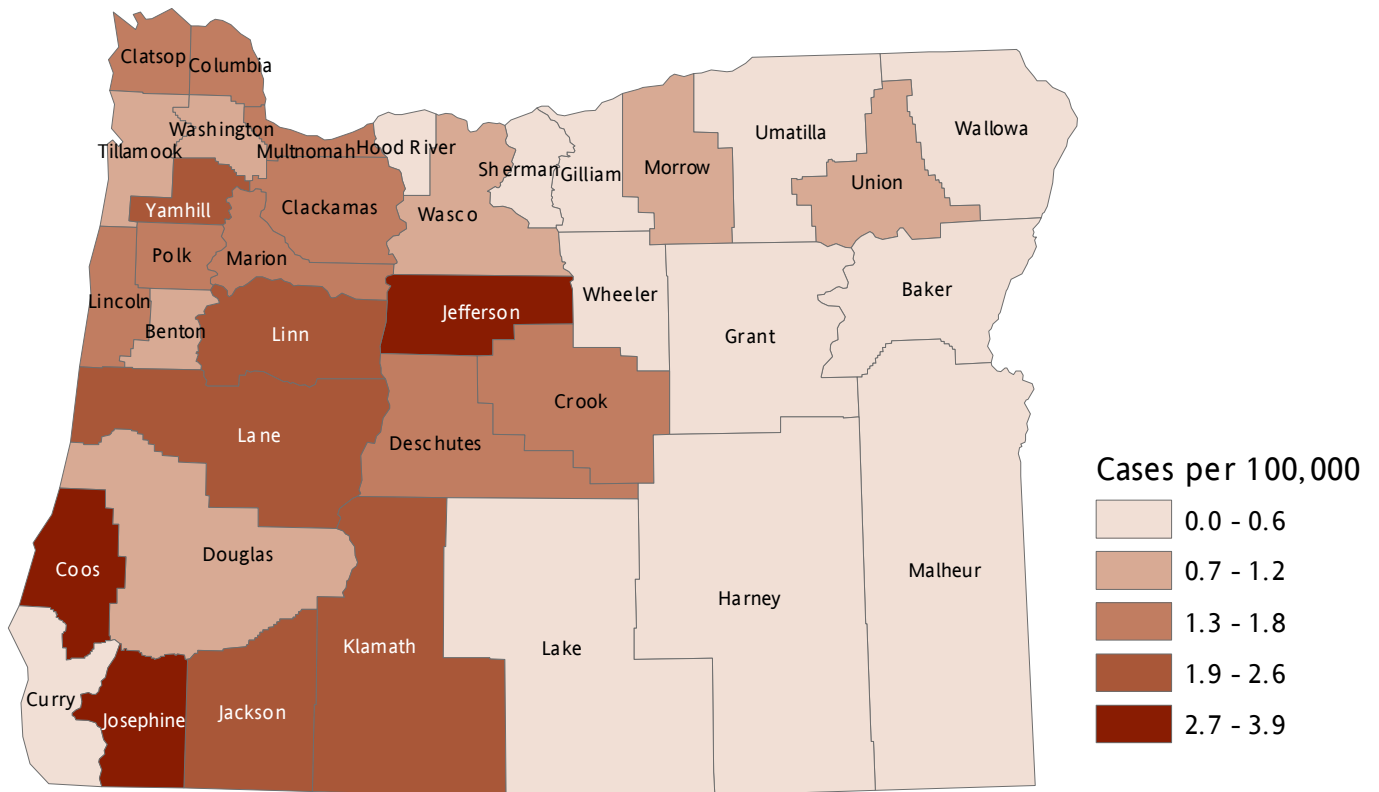 Clatsop
Columbia
Washington
Tillamook
Multnomah
Hood River
Umatilla
Wallowa
Sherman
Gilliam
Morrow
Union
Yamhill
Clackamas
Wasco
Polk
Marion
Lincoln
Benton
Linn
Jefferson
Wheeler
Grant
Baker
Crook
Lane
Deschutes
Douglas
Coos
Malheur
Harney
Klamath
Lake
Curry
Josephine
Jackson
Cases per 100,000
0.0 - 0.6
0.7 - 1.2
1.3 - 1.8
1.9 - 2.6
2.7 - 3.9